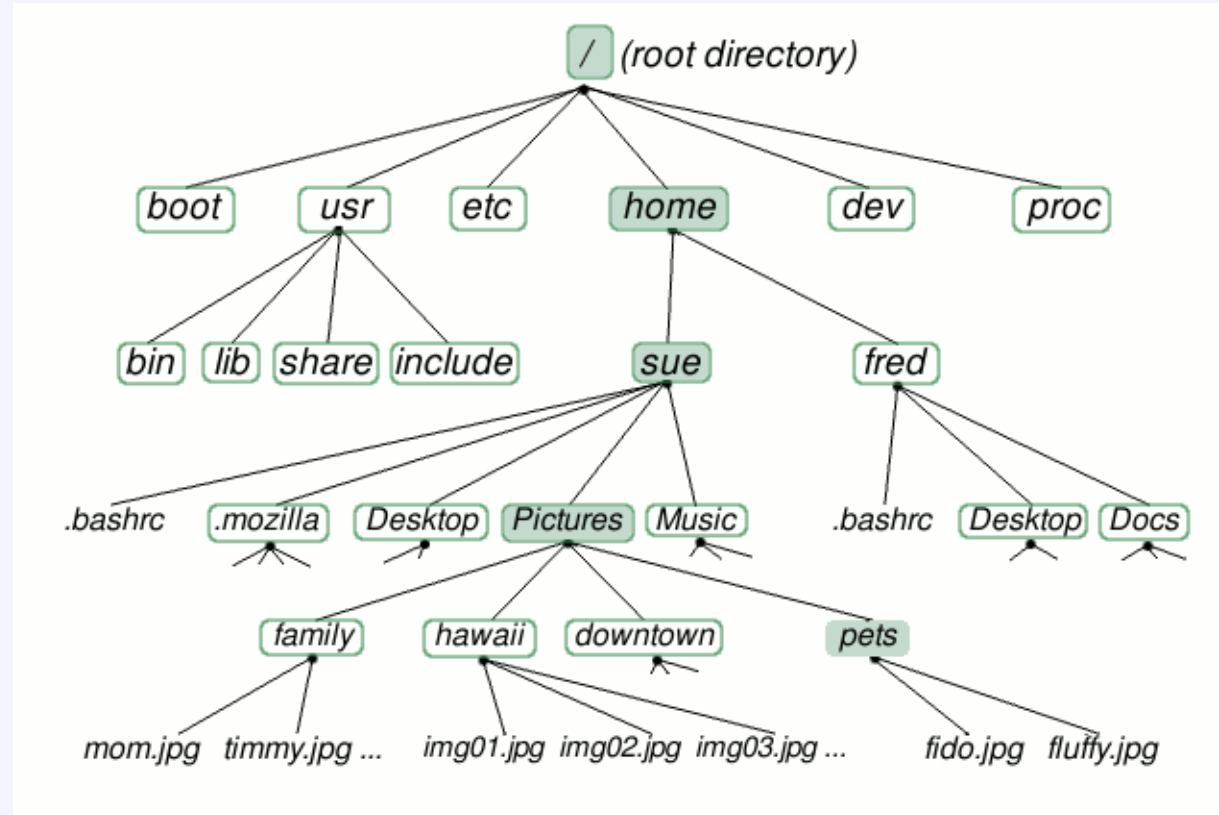 / (root directory)
boot usr etc home dev proc
bin lib share include sue fred
.bashrc .mozilla Desktop Pictures Music .bashrc Desktop Docs
family hawaii downtown pets
mom.jpg timmy.jpg ... img01.jpg img02.jpg img03.jpg ... fido.jpg fluffy.jpg